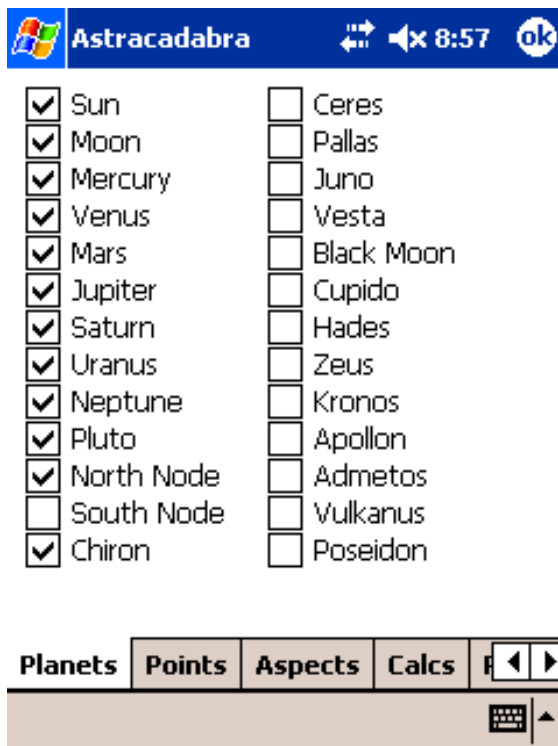 Astracadabra 8:57 ok
Sun
Moon
Mercury
Venus
Mars
Jupiter
Saturn
Uranus
Neptune
Pluto
North Node
South Node
Chiron
Ceres
Pallas
Juno
Vesta
Black Moon
Cupido
Hades
Zeus
Kronos
Apollon
Admetos
Vulkanus
Poseidon
Planets Points Aspects Calcs